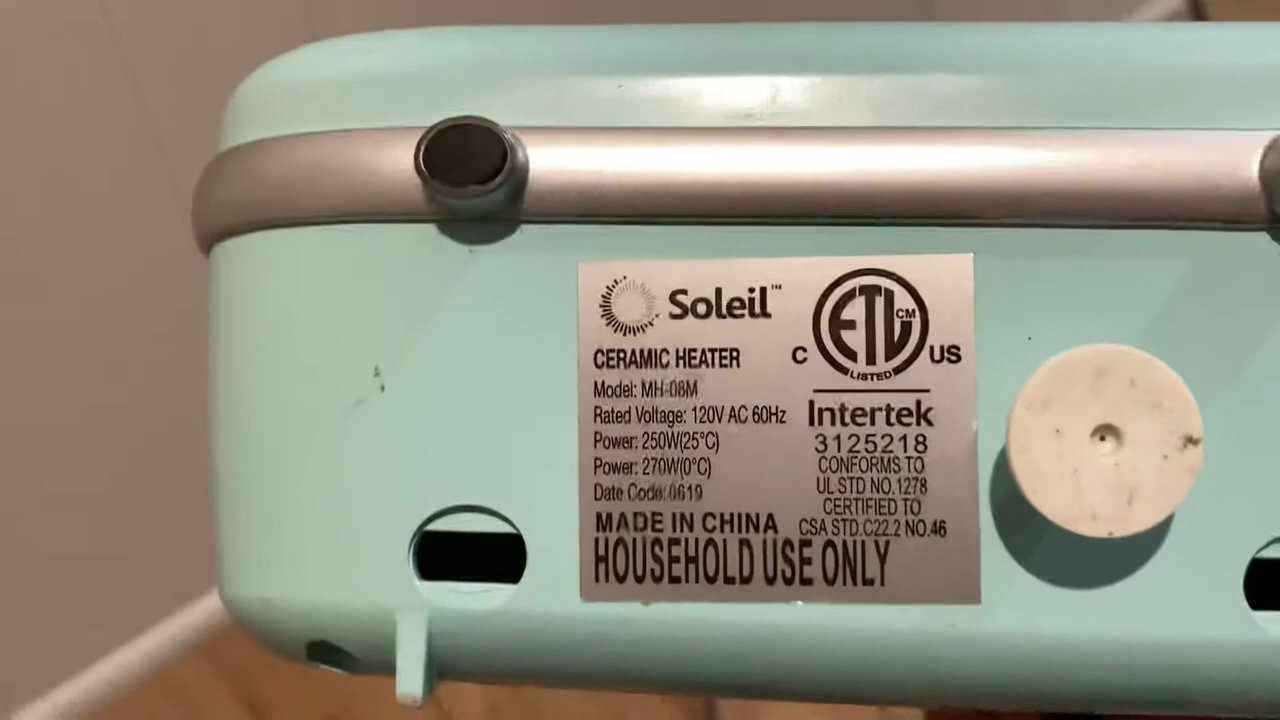 Soleil™
CERAMIC HEATER
Model: MH-08M
Rated Voltage: 120V AC 60Hz
Power: 250W(25°C)
Power: 270W(0°C)
Date Code: 0619
MADE IN CHINA
HOUSEHOLD USE ONLY
ETL CM
C US
LISTED
Intertek
3125218
CONFORMS TO
UL STD NO.1278
CERTIFIED TO
CSA STD.C22.2 NO.46